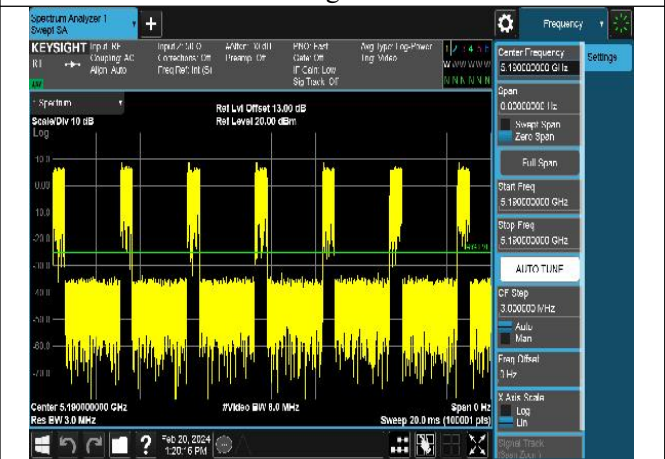 Spectrum Analyzer 1
Swept SA
+
Frequency
KEYSIGHT Input: RF
Coupling: AC
Align: Auto
Input Z: 50 Ω
Corrections: Off
Freq Ref: Int (S)
Atten: 10 dB
Preamp: Off
PNO: Fast
Gate: Off
IF Gain: Low
Sig Track: Off
Avg Type: Log-Power
Trig: Video
1 2 3 4 5 6
W W W W W W
N N N N N N
Center Frequency
5.190000000 GHz
Settings
Span
0.00000000 Hz
Swept Span
Zero Span
Full Span
Start Freq
5.190000000 GHz
Stop Freq
5.190000000 GHz
AUTO TUNE
CF Step
3.000000 MHz
Auto
Man
Freq Offset
0 Hz
X Axis Scale
Log
Lin
Signal Track
(Span Zoom)
1 Spectrum
Scale/Div 10 dB
Log
Ref Lvl Offset 13.00 dB
Ref Level 20.00 dBm
10.0
0.00
-10.0
-20.0
-30.0
-40.0
-50.0
-60.0
-70.0
Center 5.190000000 GHz
Res BW 3.0 MHz
#Video BW 8.0 MHz
Span 0 Hz
Sweep 20.0 ms (100001 pts)
?
Feb 20, 2024
1:20:16 PM